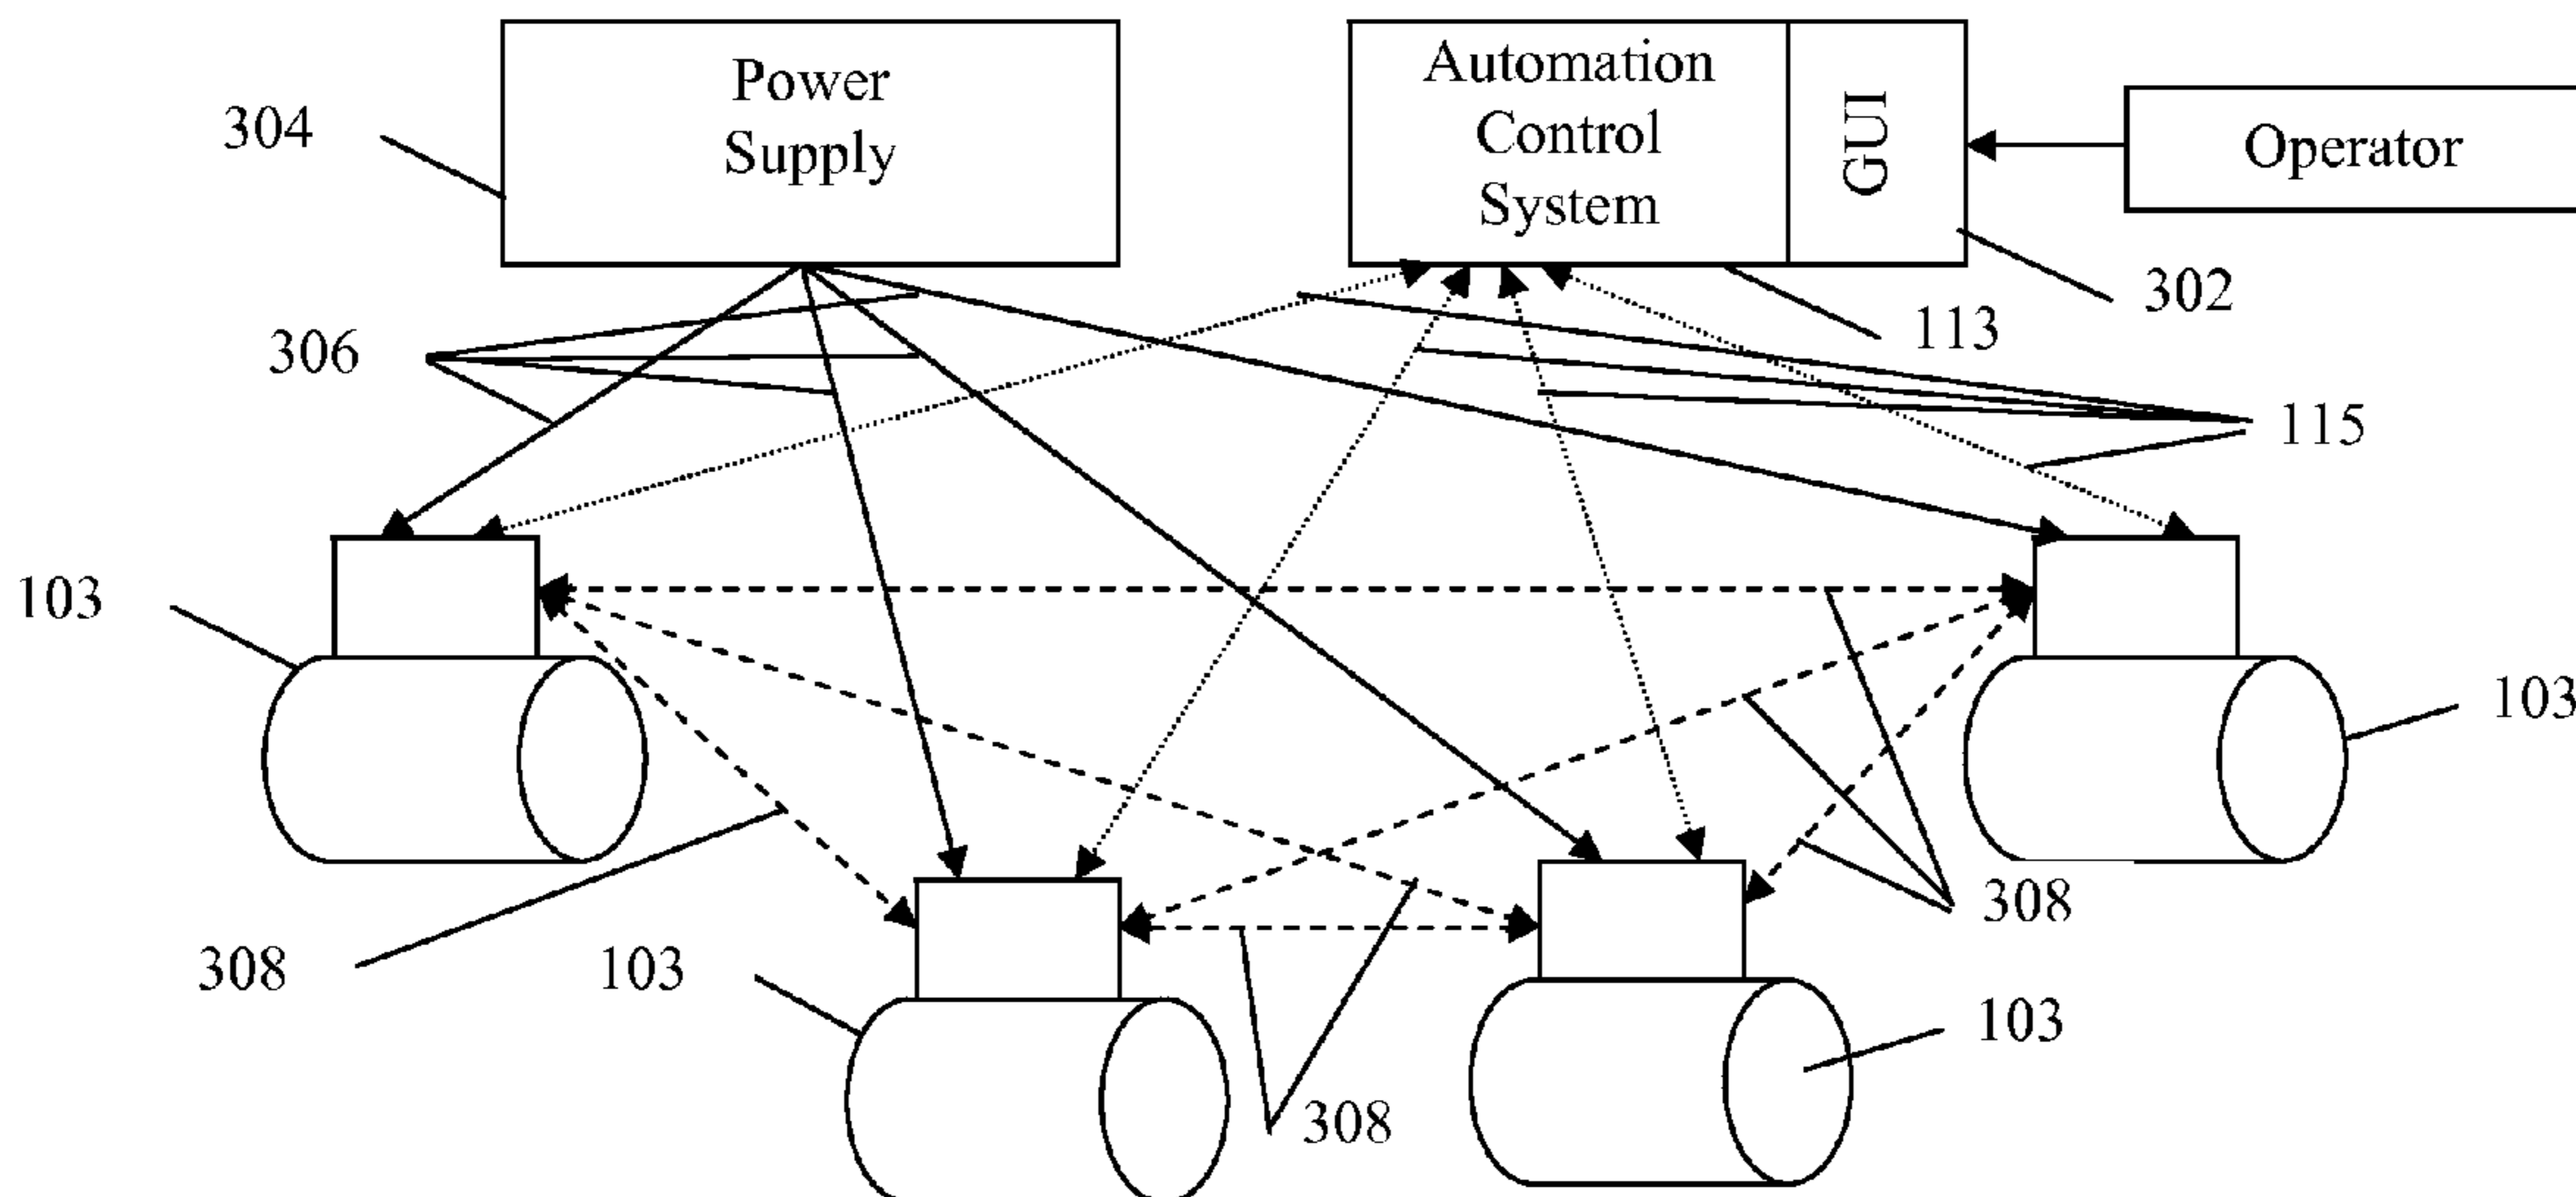 Power
Supply
Automation
Control
System
GUI
Operator
304
302
113
306
115
103
103
308
308
103
103
308